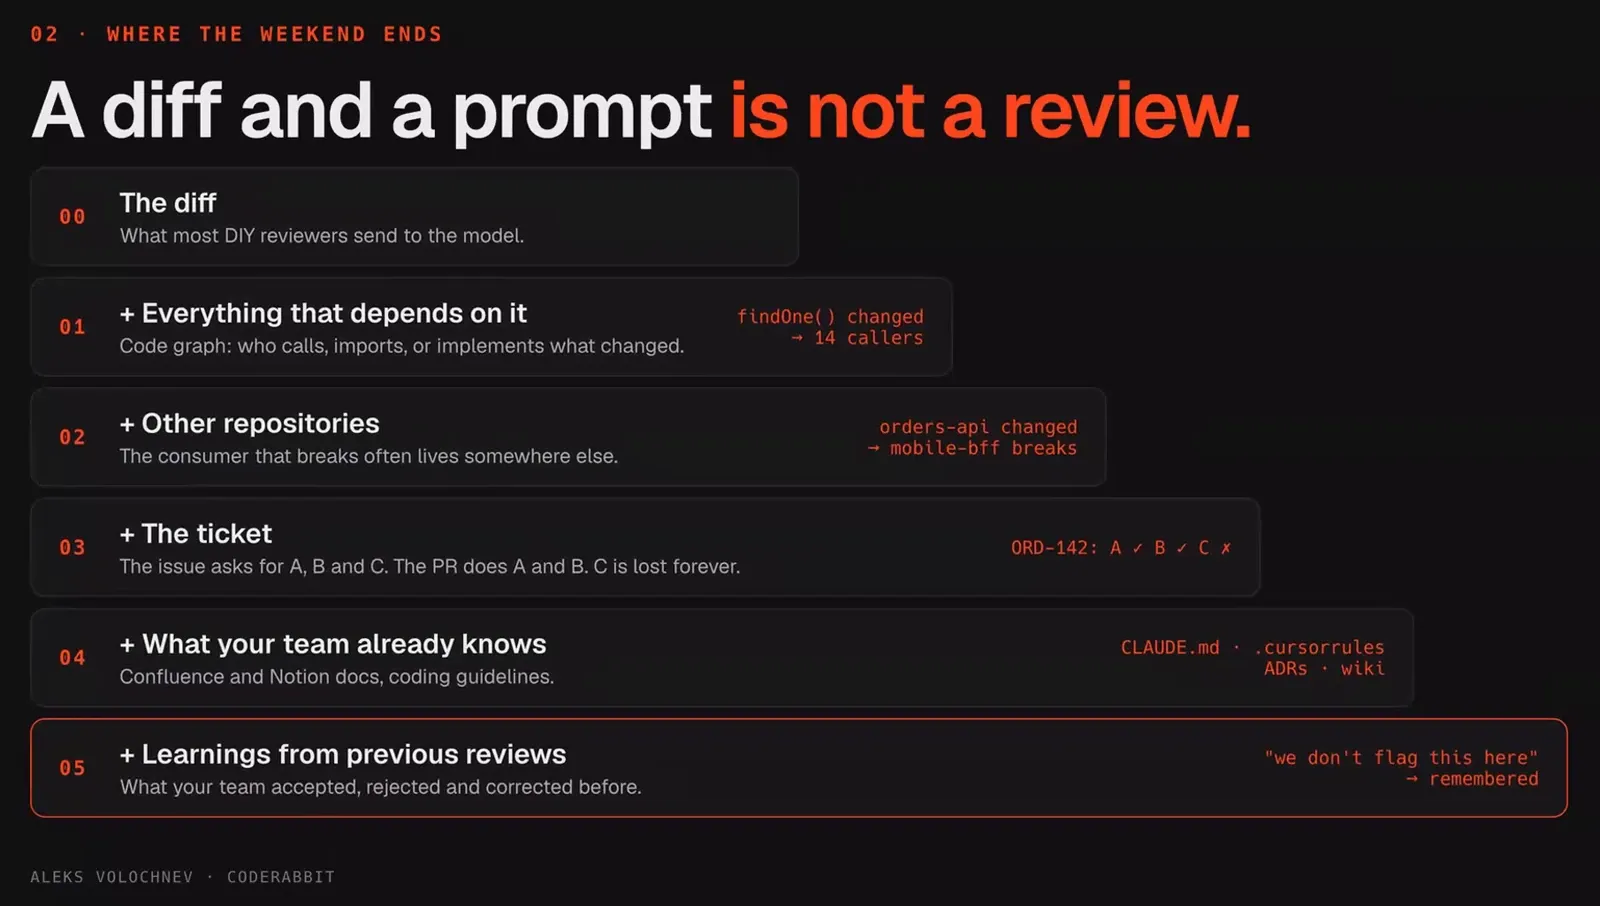 02 · WHERE THE WEEKEND ENDS
A diff and a prompt is not a review.
00
The diff
What most DIY reviewers send to the model.
01
+ Everything that depends on it
Code graph: who calls, imports, or implements what changed.
findOne() changed
→ 14 callers
02
+ Other repositories
The consumer that breaks often lives somewhere else.
orders-api changed
→ mobile-bff breaks
03
+ The ticket
The issue asks for A, B and C. The PR does A and B. C is lost forever.
ORD-142: A ✓ B ✓ C ✗
04
+ What your team already knows
Confluence and Notion docs, coding guidelines.
CLAUDE.md · .cursorrules
ADRs · wiki
05
+ Learnings from previous reviews
What your team accepted, rejected and corrected before.
"we don't flag this here"
→ remembered
ALEKS VOLOCHNEV · CODERABBIT